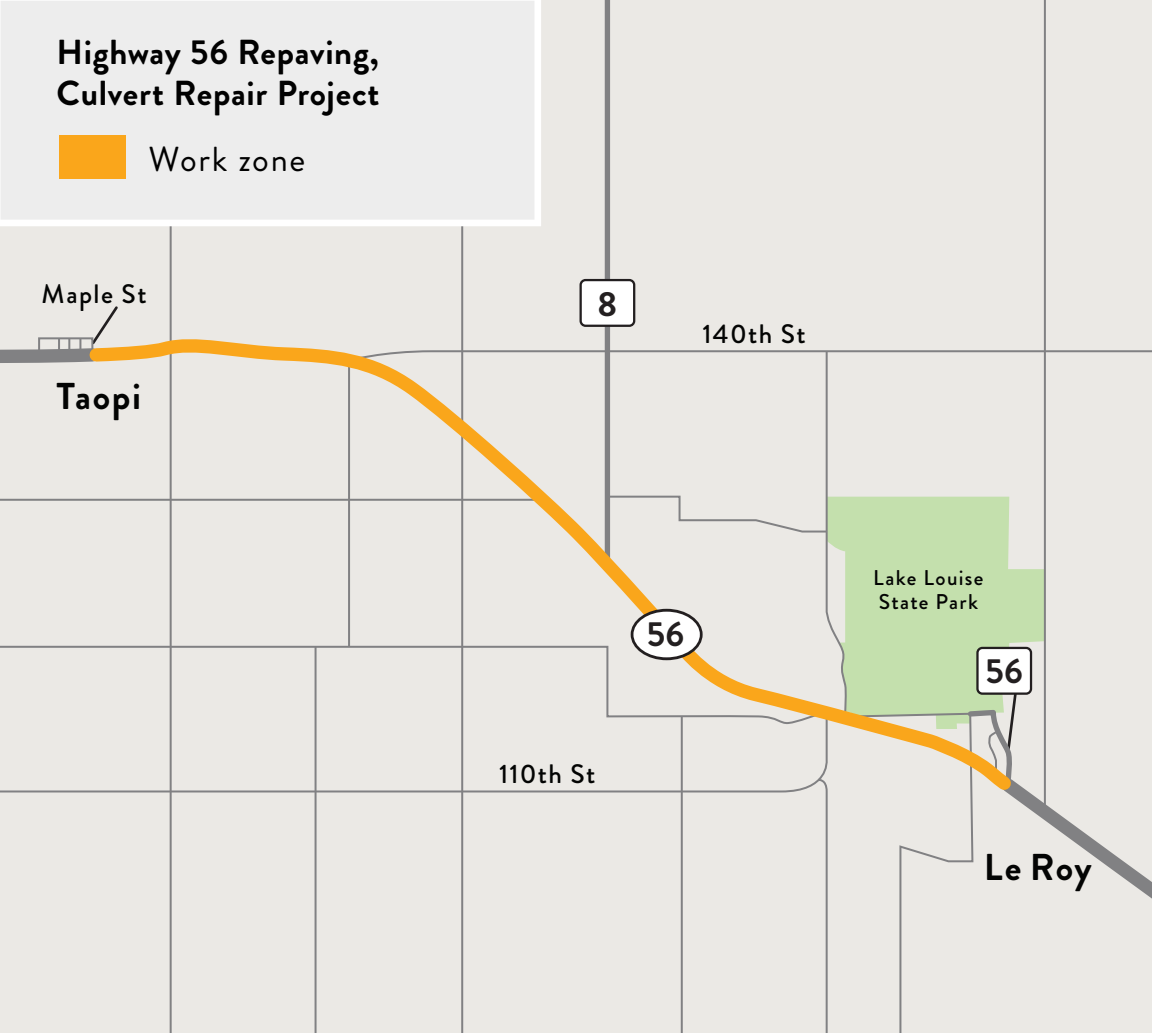 Highway 56 Repaving,
Culvert Repair Project
Work zone
Maple St
8
140th St
Taopi
Lake Louise
State Park
56
56
110th St
Le Roy